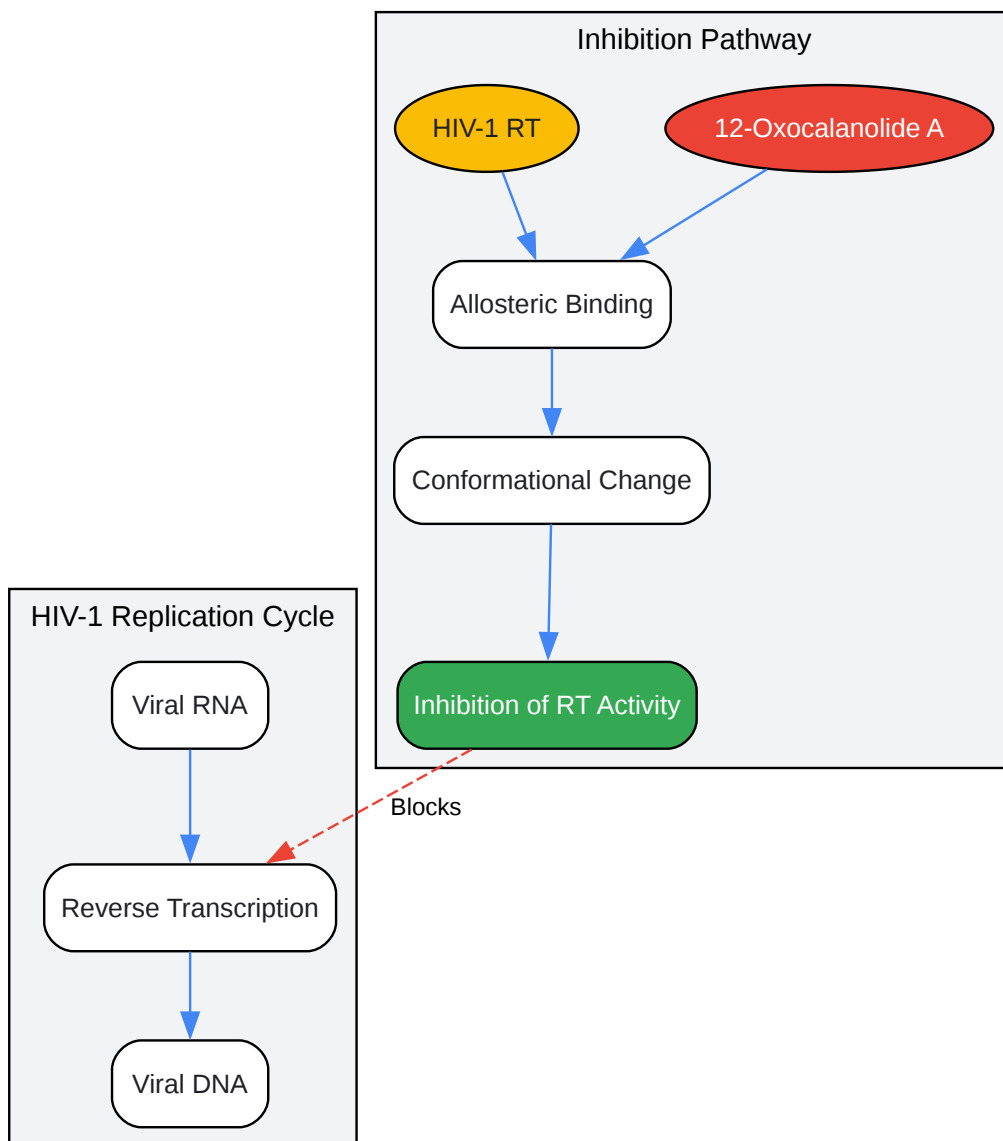 Inhibition Pathway
HIV-1 RT
12-Oxocalanolide A
Allosteric Binding
Conformational Change
Inhibition of RT Activity
Blocks
HIV-1 Replication Cycle
Viral RNA
Reverse Transcription
Viral DNA